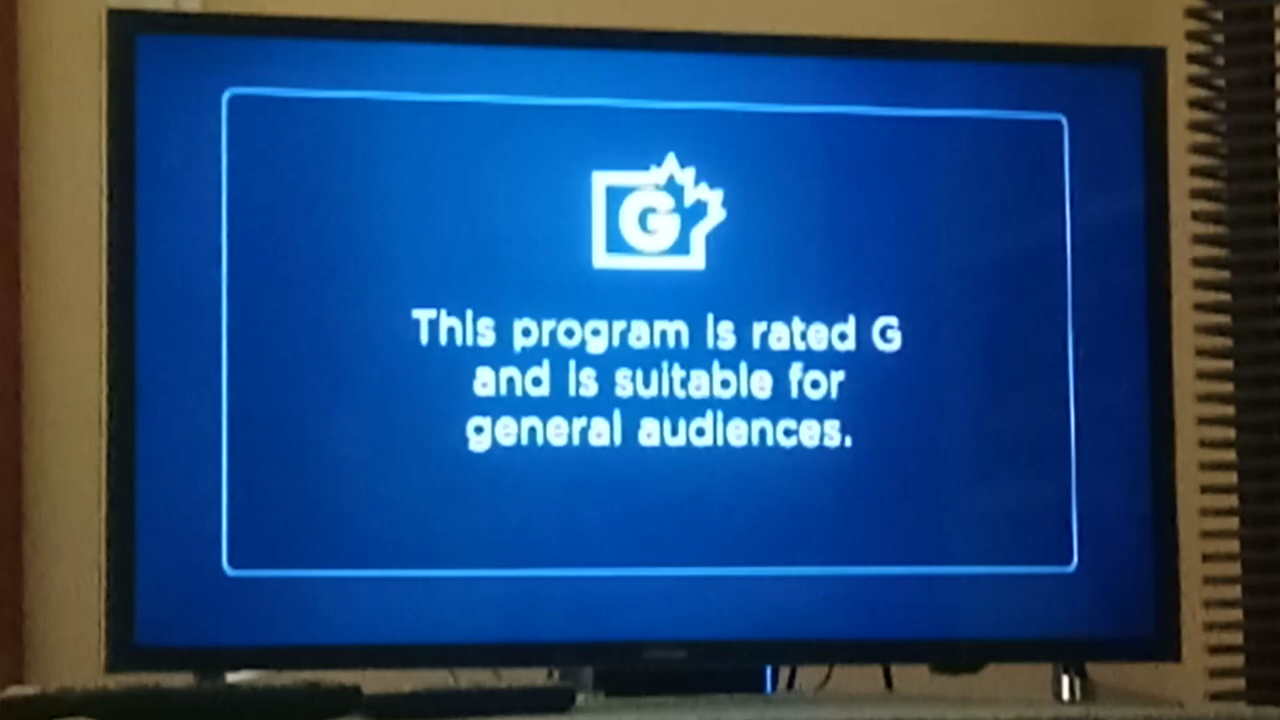 G
This program is rated G
and is suitable for
general audiences.